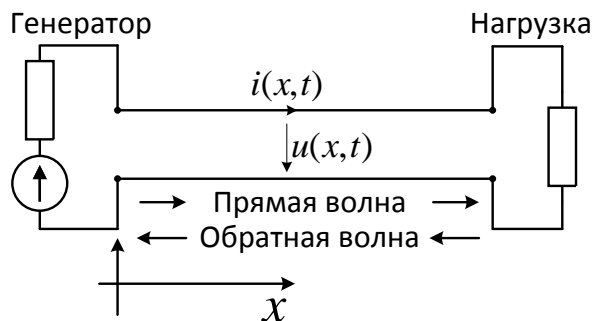 Генератор
Нагрузка
i(x,t)
u(x,t)
Прямая волна
Обратная волна
x